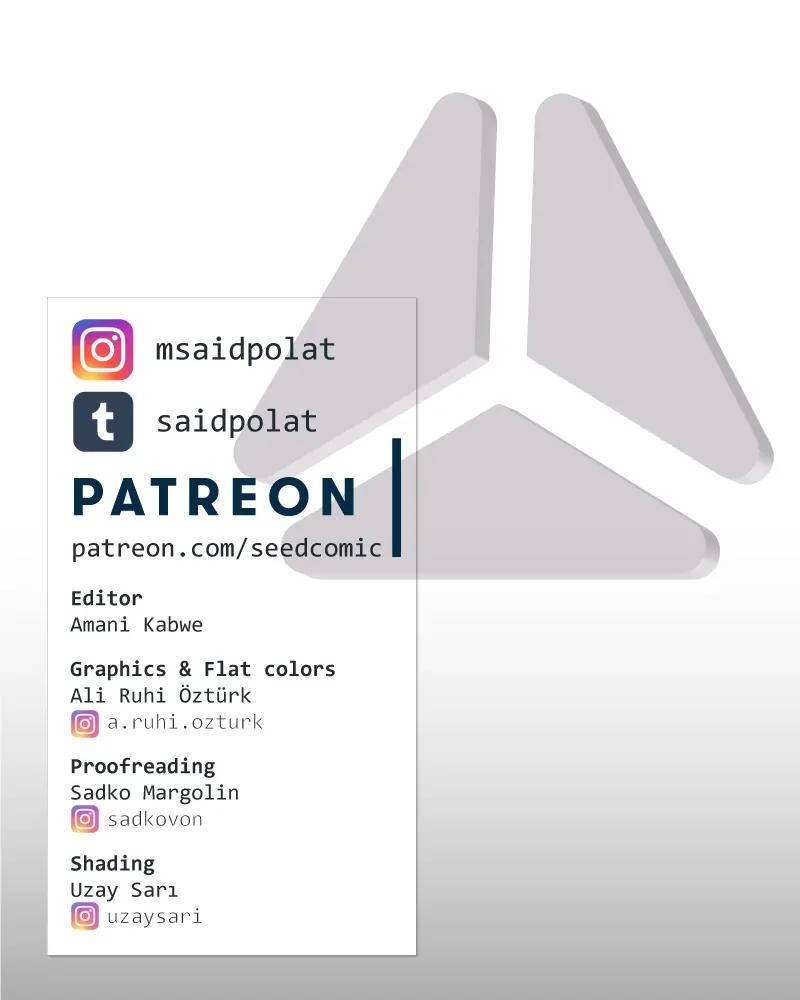 msaidpolat
saidpolat
PATREON
patreon.com/seedcomic
Editor
Amani Kabwe
Graphics & Flat colors
Ali Ruhi Öztürk
a.ruhi.ozturk
Proofreading
Sadko Margolin
sadkovon
Shading
Uzay Sarı
uzaysari